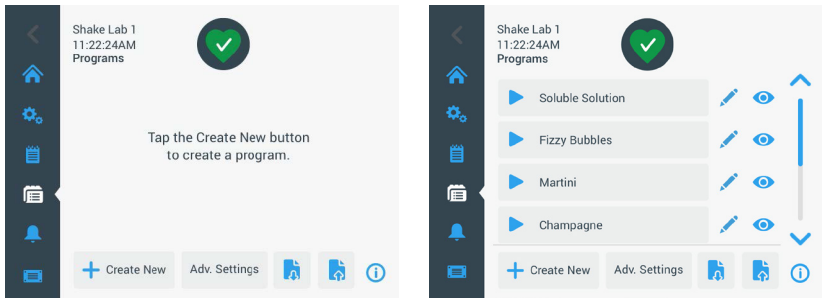 Shake Lab 1
11:22:24AM
Programs
Tap the Create New button
to create a program.
Create New
Adv. Settings
Shake Lab 1
11:22:24AM
Programs
Soluble Solution
Fizzy Bubbles
Martini
Champagne
Create New
Adv. Settings